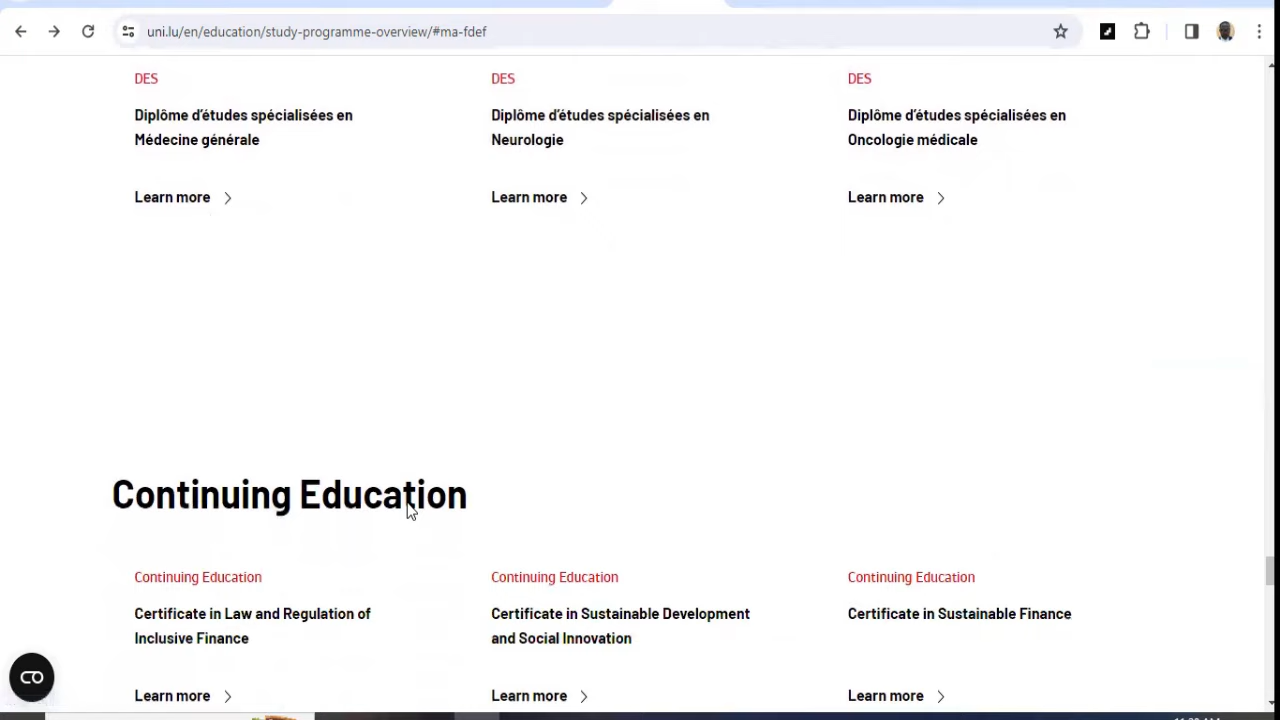 uni.lu/en/education/study-programme-overview/#ma-fdef
DES
DES
DES
Diplôme d'études spécialisées en
Médecine générale
Diplôme d'études spécialisées en
Neurologie
Diplôme d'études spécialisées en
Oncologie médicale
Learn more
Learn more
Learn more
Continuing Education
Continuing Education
Continuing Education
Continuing Education
Certificate in Law and Regulation of
Inclusive Finance
Certificate in Sustainable Development
and Social Innovation
Certificate in Sustainable Finance
Learn more
Learn more
Learn more